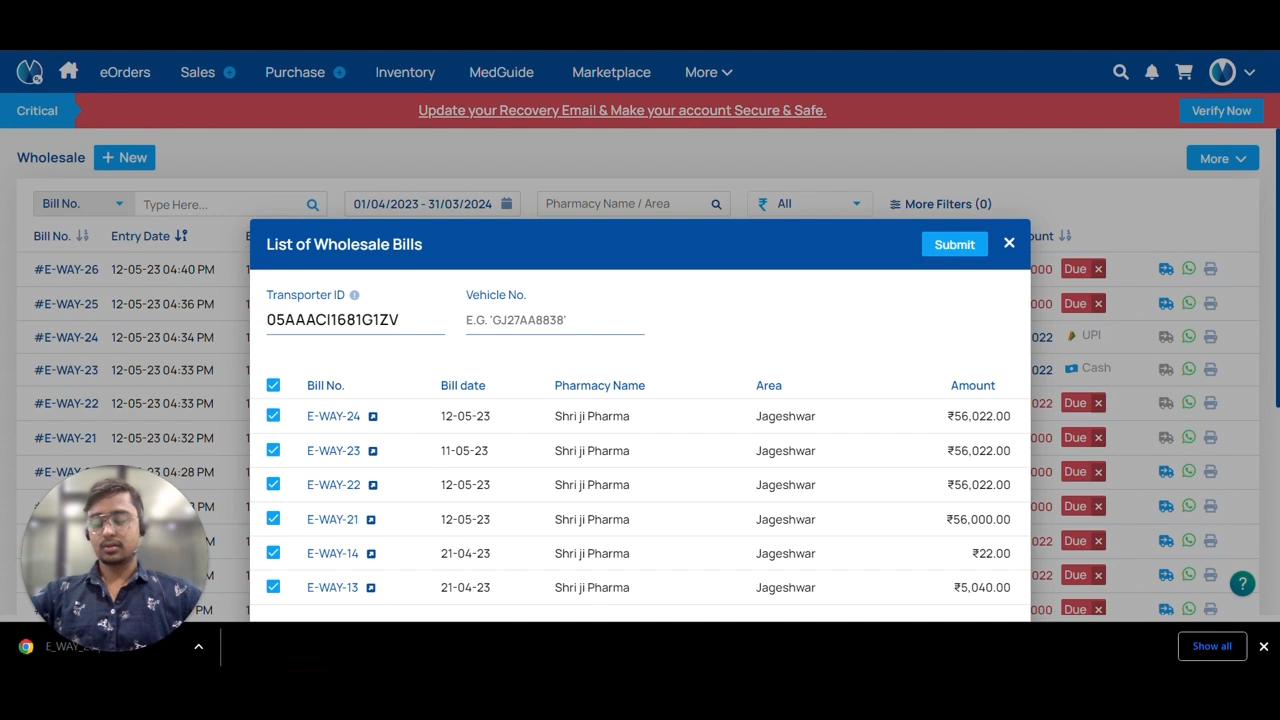 eOrders Sales Purchase Inventory MedGuide Marketplace More
Critical Update your Recovery Email & Make your account Secure & Safe. Verify Now
Wholesale + New More
Bill No. Type Here... 01/04/2023 - 31/03/2024 Pharmacy Name / Area ₹ All More Filters (0)
Bill No. Entry Date
#E-WAY-26 12-05-23 04:40 PM 000 Due ×
#E-WAY-25 12-05-23 04:36 PM 000 Due ×
#E-WAY-24 12-05-23 04:33 PM 022 UPI
#E-WAY-23 12-05-23 04:33 PM 022 Cash
#E-WAY-22 12-05-23 04:33 PM 022 Due ×
#E-WAY-21 12-05-23 04:32 PM Due ×
04:28 PM Due ×
Due ×
Due ×
Due ×
PM Due ×
List of Wholesale Bills Submit ×
Transporter ID Vehicle No.
05AAACI1681G1ZV E.G. 'GJ27AA8838'
Bill No. Bill date Pharmacy Name Area Amount
E-WAY-24 12-05-23 Shri ji Pharma Jageshwar ₹56,022.00
E-WAY-23 11-05-23 Shri ji Pharma Jageshwar ₹56,022.00
E-WAY-22 12-05-23 Shri ji Pharma Jageshwar ₹56,022.00
E-WAY-21 12-05-23 Shri ji Pharma Jageshwar ₹56,000.00
E-WAY-14 21-04-23 Shri ji Pharma Jageshwar ₹22.00
E-WAY-13 21-04-23 Shri ji Pharma Jageshwar ₹5,040.00
?
Show all ×